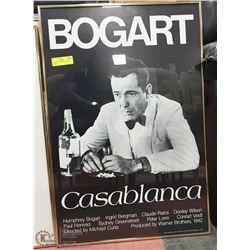 BOGART
Casablanca
Humphrey Bogart Ingrid Bergman Claude Rains Dooley Wilson
Paul Henreid Sydney Greenstreet Peter Lorre Conrad Veidt
Directed by Michael Curtiz Produced by Warner Brothers, 1942